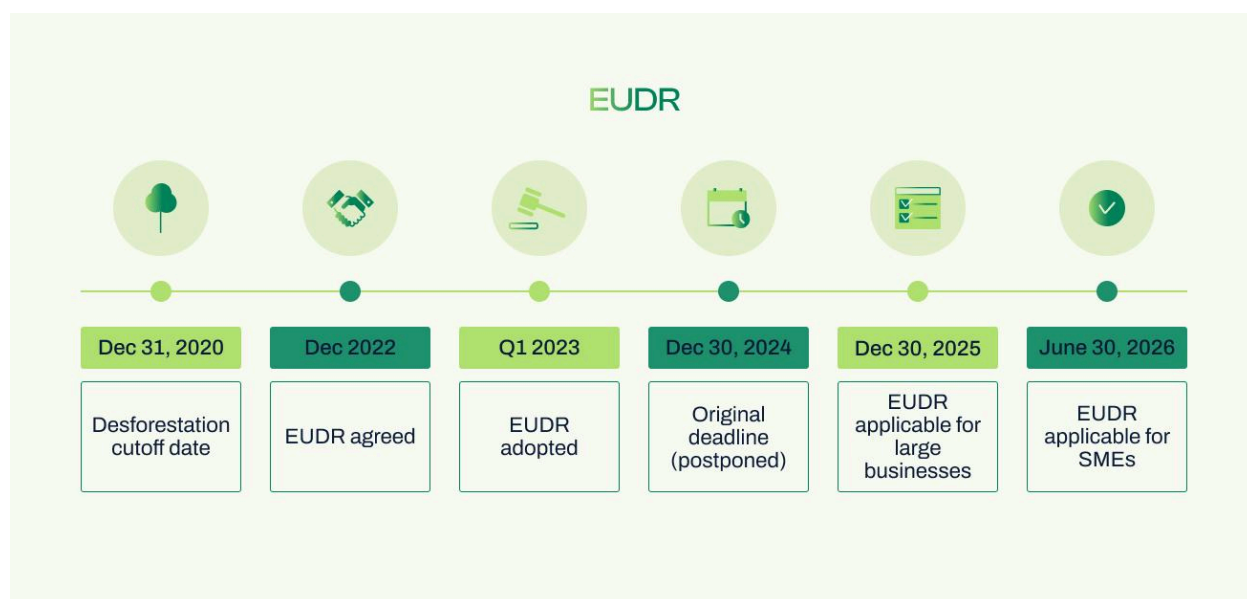 EUDR
Dec 31, 2020
Dec 2022
Q1 2023
Dec 30, 2024
Dec 30, 2025
June 30, 2026
Desforestation
cutoff date
EUDR agreed
EUDR
adopted
Original
deadline
(postponed)
EUDR
applicable for
large
businesses
EUDR
applicable for
SMEs